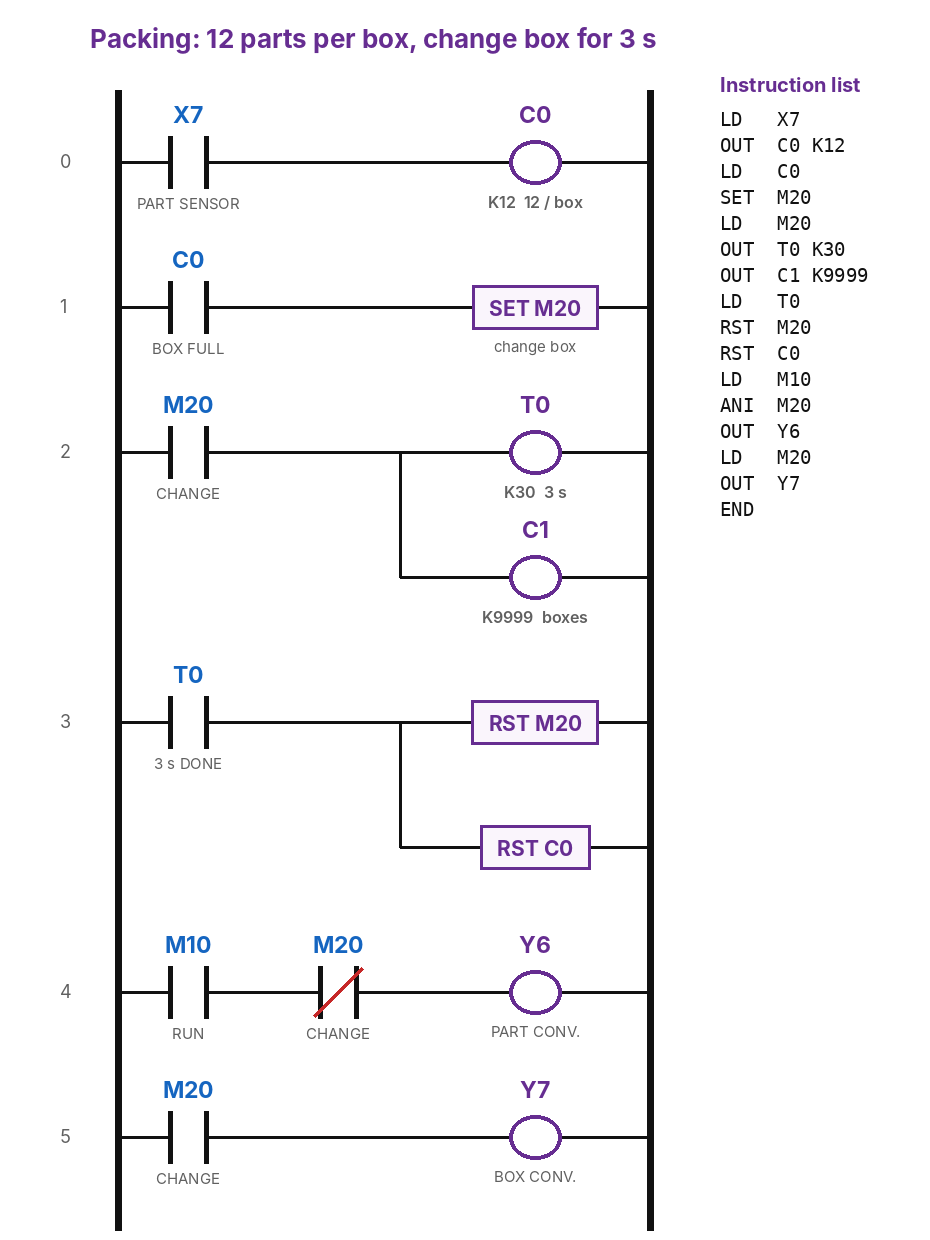 Packing: 12 parts per box, change box for 3 s
X7
C0
0
PART SENSOR
K12 12 / box
C0
1
SET M20
BOX FULL
change box
M20
T0
2
CHANGE
K30 3 s
C1
K9999 boxes
T0
3
RST M20
3 s DONE
RST C0
M10
M20
Y6
4
RUN
CHANGE
PART CONV.
M20
Y7
5
CHANGE
BOX CONV.
Instruction list
LD X7
OUT C0 K12
LD C0
SET M20
LD M20
OUT T0 K30
OUT C1 K9999
LD T0
RST M20
RST C0
LD M10
ANI M20
OUT Y6
LD M20
OUT Y7
END